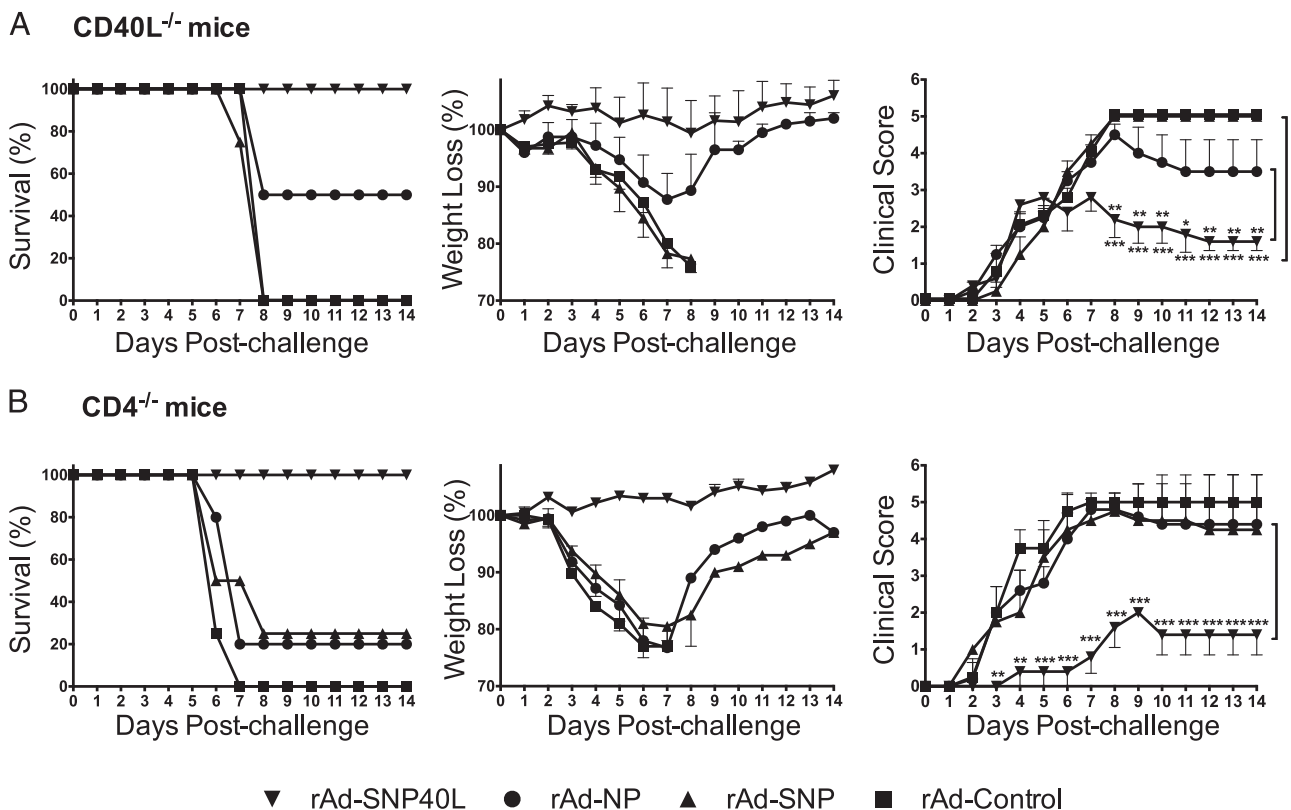 A CD40L-/- mice
Survival (%)
100
80
60
40
20
0
0 1 2 3 4 5 6 7 8 9 10 11 12 13 14
Days Post-challenge
Weight Loss (%)
100
90
80
70
0 1 2 3 4 5 6 7 8 9 10 11 12 13 14
Days Post-challenge
Clinical Score
6
5
4
3
2
1
0
** ** ** * ** ** **
*** *** *** *** *** *** ***
0 1 2 3 4 5 6 7 8 9 10 11 12 13 14
Days Post-challenge
B CD4-/- mice
Survival (%)
100
80
60
40
20
0
0 1 2 3 4 5 6 7 8 9 10 11 12 13 14
Days Post-challenge
Weight Loss (%)
100
90
80
70
0 1 2 3 4 5 6 7 8 9 10 11 12 13 14
Days Post-challenge
Clinical Score
6
5
4
3
2
1
0
** ** *** *** *** *** *** *** *** *** *** ***
0 1 2 3 4 5 6 7 8 9 10 11 12 13 14
Days Post-challenge
rAd-SNP40L rAd-NP rAd-SNP rAd-Control